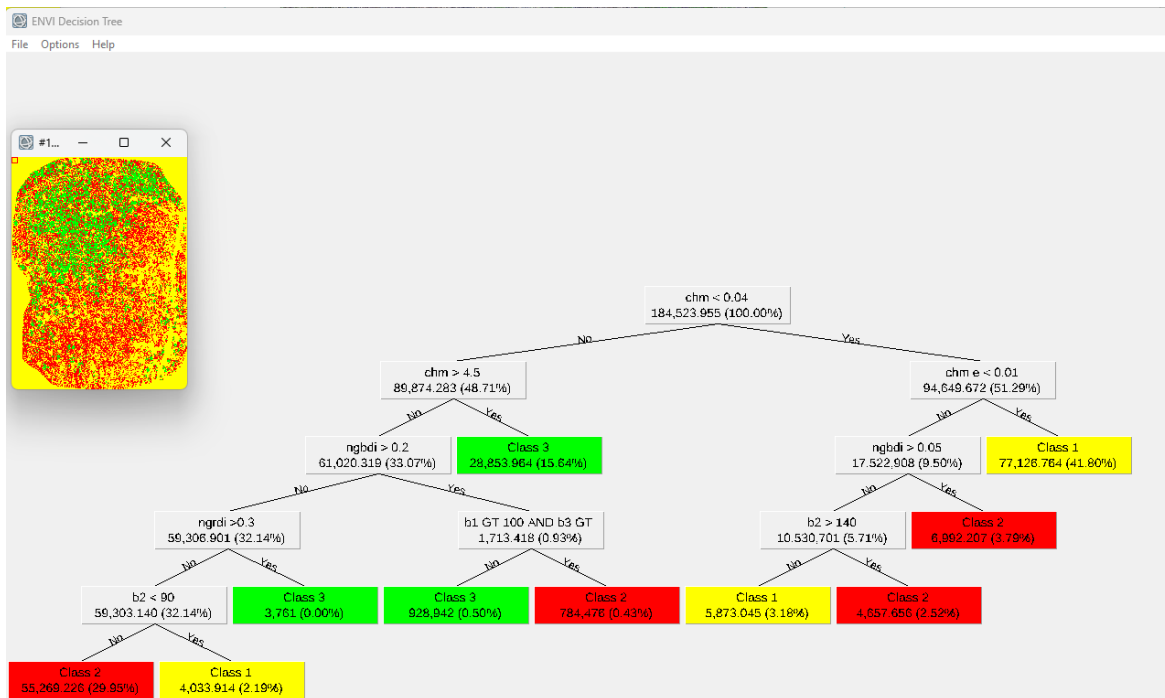 ENVI Decision Tree
File Options Help
#1...
chm < 0.04
184,523.955 (100.00%)
No
Yes
chm > 4.5
89,874.283 (48.71%)
chm e < 0.01
94,649.672 (51.29%)
No
Yes
No
Yes
ngbdi > 0.2
61,020.319 (33.07%)
Class 3
28,853.964 (15.64%)
ngbdi > 0.05
17.522,908 (9.50%)
Class 1
77,126.764 (41.80%)
No
Yes
No
Yes
ngrdi >0.3
59,306.901 (32.14%)
b1 GT 100 AND b3 GT
1,713.418 (0.93%)
b2 > 140
10.530,701 (5.71%)
Class 2
6,992.207 (3.79%)
No
Yes
No
Yes
No
Yes
b2 < 90
59,303.140 (32.14%)
Class 3
3,761 (0.00%)
Class 3
928,942 (0.50%)
Class 2
784,476 (0.43%)
Class 1
5,873.045 (3.18%)
Class 2
4,657.656 (2.52%)
No
Yes
Class 2
55,269.226 (29.95%)
Class 1
4,033.914 (2.19%)